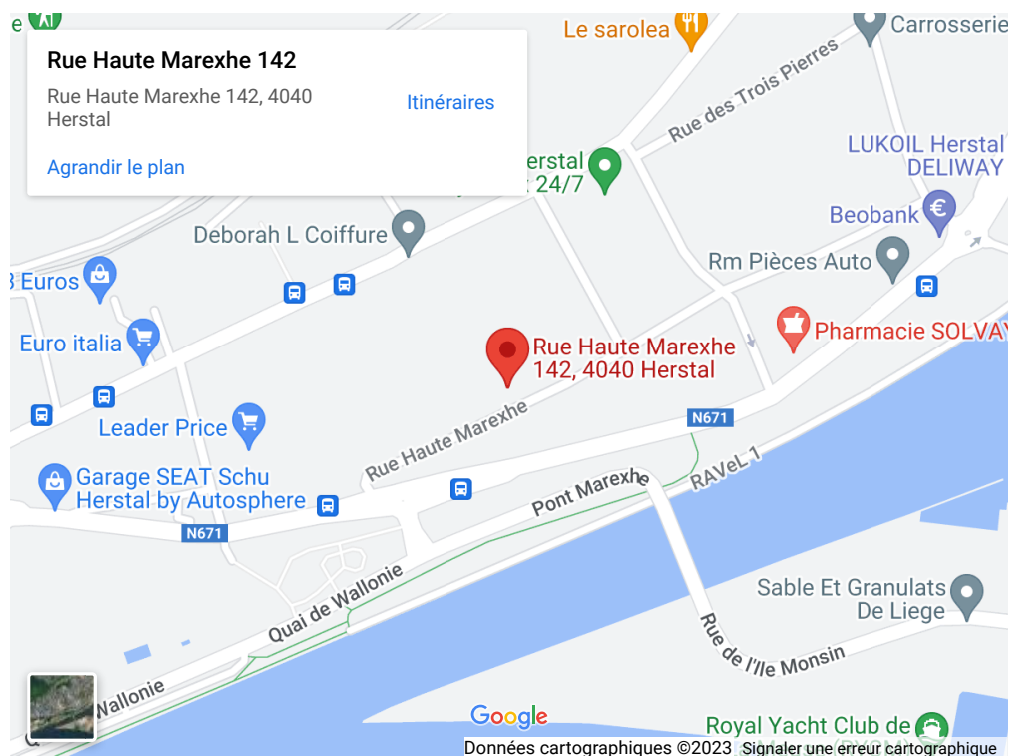 e
Le sarolea
Carrosserie
Rue Haute Marexhe 142
Rue Haute Marexhe 142, 4040
Herstal
Itinéraires
Agrandir le plan
Rue des Trois Pierres
LUKOIL Herstal
DELIWAY
erstal
24/7
Beobank
Deborah L Coiffure
Rm Pièces Auto
Euros
Euro italia
Pharmacie SOLVAY
Rue Haute Marexhe
142, 4040 Herstal
N671
Leader Price
Rue Haute Marexhe
RAVeL 1
Garage SEAT Schu
Herstal by Autosphere
Pont Marexhe
N671
Quai de Wallonie
Sable Et Granulats
De Liege
Rue de l'Ile Monsin
Wallonie
Google
Royal Yacht Club de
Données cartographiques ©2023
Signaler une erreur cartographique